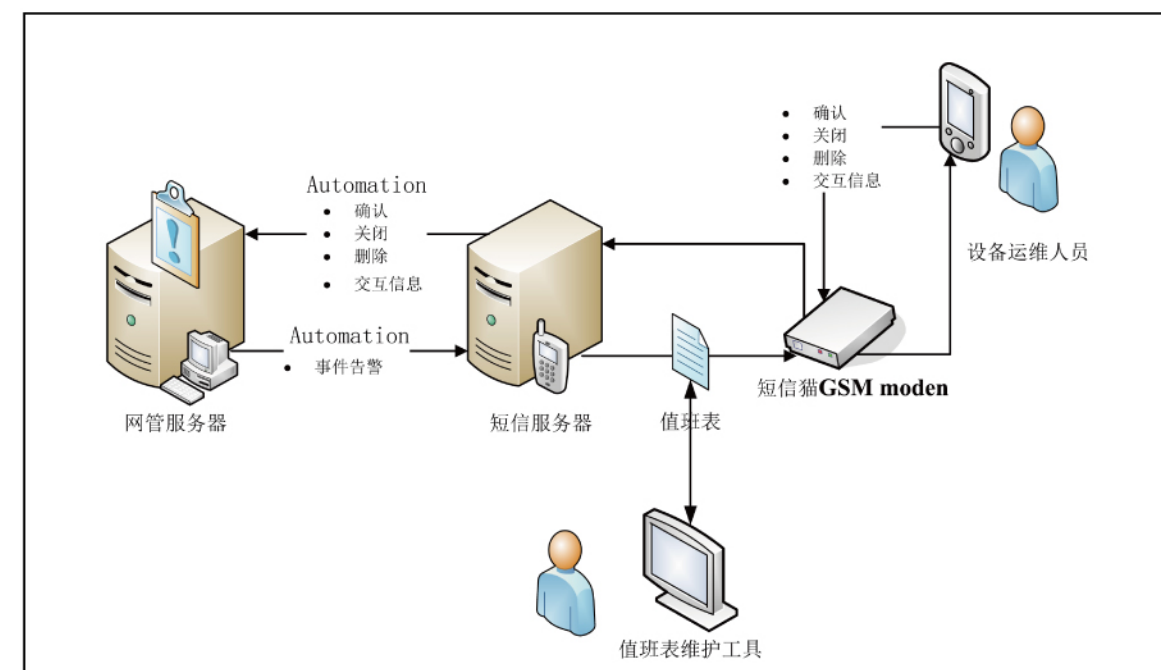 确认
关闭
删除
交互信息
设备运维人员
Automation
确认
关闭
删除
交互信息
Automation
事件告警
网管服务器
短信服务器
值班表
短信猫GSM moden
值班表维护工具